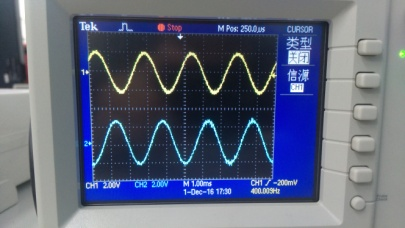 Tek Stop M Pos: 250.0µs CURSOR
类型
关闭
信源
CH1
1
2
CH1 2.00V CH2 2.00V M 1.00ms CH1 / -200mV
1-Dec-16 17:30 400.009Hz